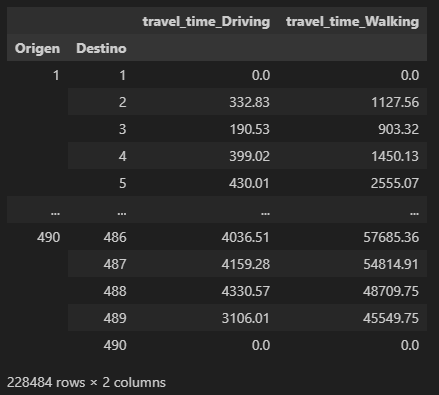 travel_time_Driving travel_time_Walking
Origen Destino
1 1 0.0 0.0
2 332.83 1127.56
3 190.53 903.32
4 399.02 1450.13
5 430.01 2555.07
... ... ... ...
490 486 4036.51 57685.36
487 4159.28 54814.91
488 4330.57 48709.75
489 3106.01 45549.75
490 0.0 0.0
228484 rows × 2 columns